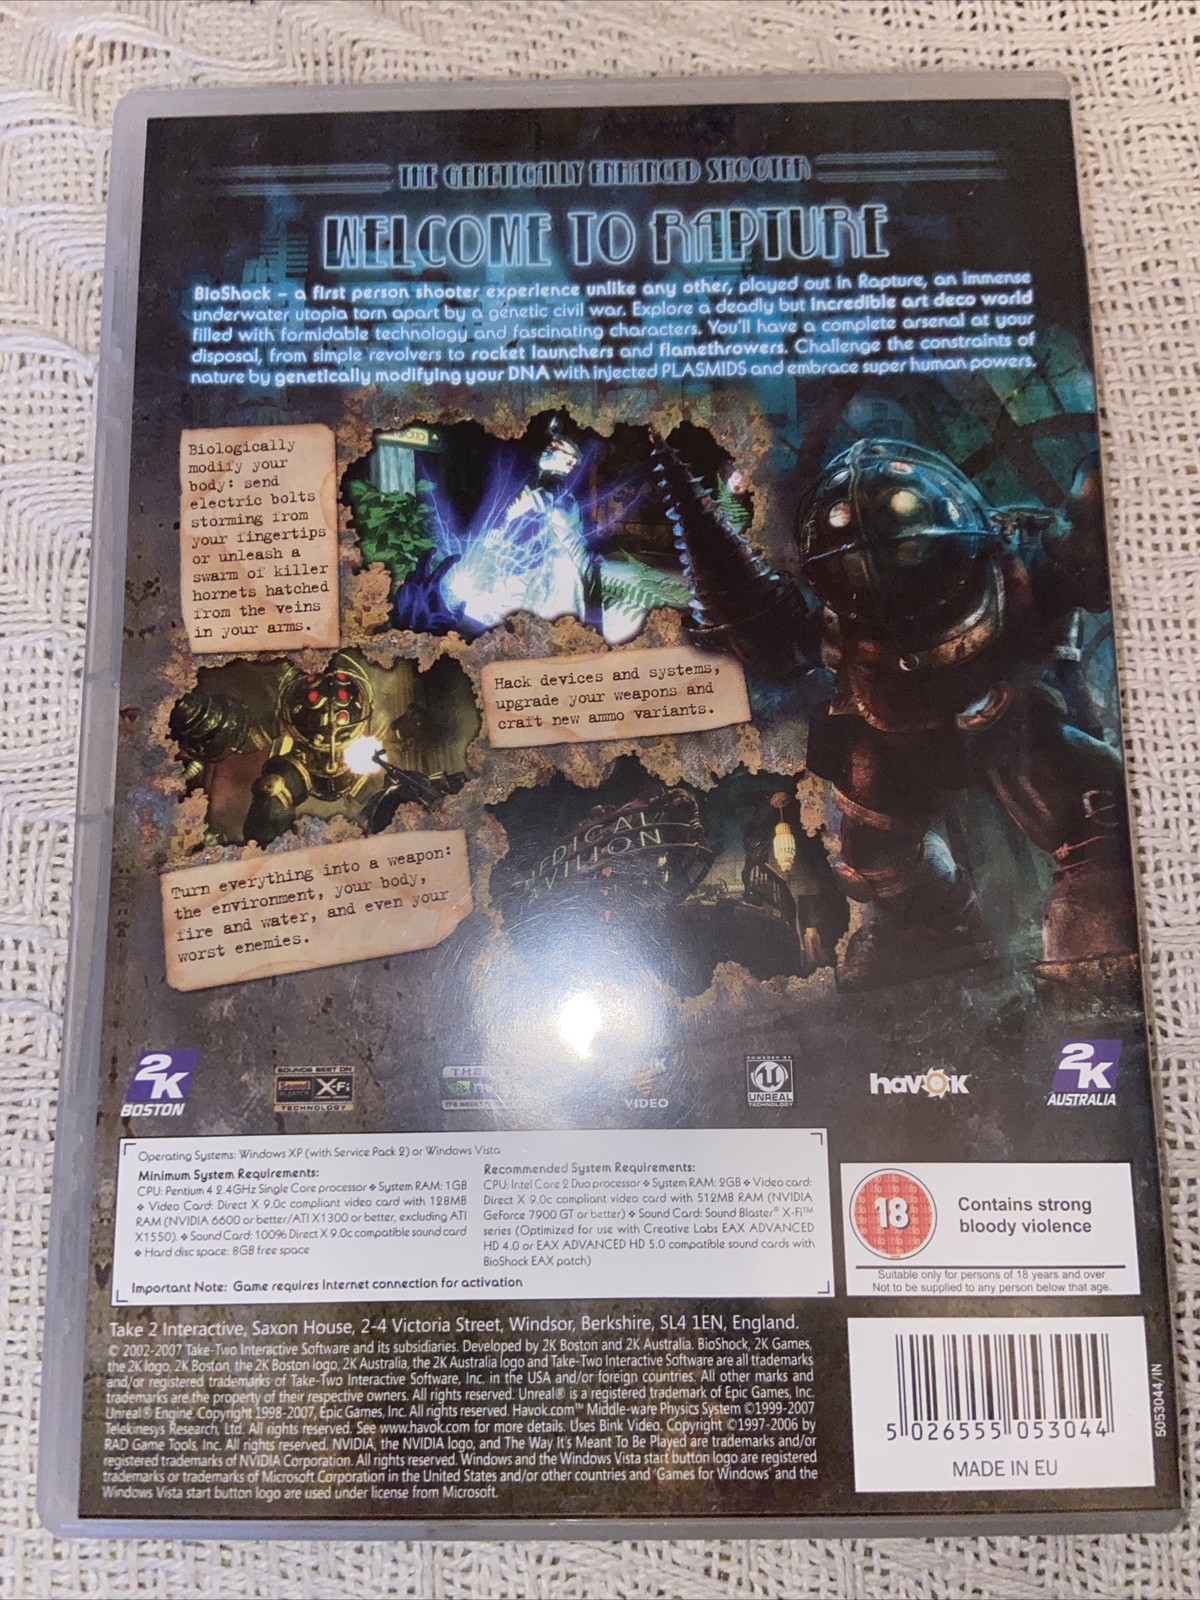 THE GENETICALLY ENHANCED SHOOTER
WELCOME TO RAPTURE
BioShock – a first person shooter experience unlike any other, played out in Rapture, an immense
underwater utopia torn apart by a genetic civil war. Explore a deadly but incredible art deco world
filled with formidable technology and fascinating characters. You'll have a complete arsenal at your
disposal, from simple revolvers to rocket launchers and flamethrowers. Challenge the constraints of
nature by genetically modifying your DNA with injected PLASMIDS and embrace super human powers.
Biologically
modify your
body: send
electric bolts
storming from
your fingertips
or unleash a
swarm of killer
hornets hatched
from the veins
in your arms.
Hack devices and systems,
upgrade your weapons and
craft new ammo variants.
EDICAL
VILION
Turn everything into a weapon:
the environment, your body,
fire and water, and even your
worst enemies.
2K
BOSTON
SOUNDS BEST ON
Sound BLASTER X-Fi
TECHNOLOGY
THE
VIDEO
POWERED BY
UNREAL
TECHNOLOGY
havOK
2K
AUSTRALIA
Operating Systems: Windows XP (with Service Pack 2) or Windows Vista
Minimum System Requirements:
CPU: Pentium 4 2.4GHz Single Core processor ❖ System RAM: 1GB
❖ Video Card: Direct X 9.0c compliant video card with 128MB
RAM (NVIDIA 6600 or better/ATI X1300 or better, excluding ATI
X1550). ❖ Sound Card: 100% Direct X 9.0c compatible sound card
❖ Hard disc space: 8GB free space
Recommended System Requirements:
CPU: Intel Core 2 Duo processor ❖ System RAM: 2GB ❖ Video card:
Direct X 9.0c compliant video card with 512MB RAM (NVIDIA
GeForce 7900 GT or better) ❖ Sound Card: Sound Blaster® X-Fi™
series (Optimized for use with Creative Labs EAX ADVANCED
HD 4.0 or EAX ADVANCED HD 5.0 compatible sound cards with
BioShock EAX patch)
Important Note: Game requires Internet connection for activation
18
Contains strong
bloody violence
Suitable only for persons of 18 years and over
Not to be supplied to any person below that age.
Take 2 Interactive, Saxon House, 2-4 Victoria Street, Windsor, Berkshire, SL4 1EN, England.
© 2002-2007 Take-Two Interactive Software and its subsidiaries. Developed by 2K Boston and 2K Australia. BioShock, 2K Games,
the 2K logo, 2K Boston, the 2K Boston logo, 2K Australia, the 2K Australia logo and Take-Two Interactive Software are all trademarks
and/or registered trademarks of Take-Two Interactive Software, Inc. in the USA and/or foreign countries. All other marks and
trademarks are the property of their respective owners. All rights reserved. Unreal® is a registered trademark of Epic Games, Inc.
Unreal® Engine. Copyright 1998-2007, Epic Games, Inc. All rights reserved. Havok.com™ Middle-ware Physics System ©1999-2007
Telekinesys Research, Ltd. All rights reserved. See www.havok.com for more details. Uses Bink Video. Copyright ©1997-2006 by
RAD Game Tools, Inc. All rights reserved. NVIDIA, the NVIDIA logo, and The Way It's Meant To Be Played are trademarks and/or
registered trademarks of NVIDIA Corporation. All rights reserved. Windows and the Windows Vista start button logo are registered
trademarks or trademarks of Microsoft Corporation in the United States and/or other countries and 'Games for Windows' and the
Windows Vista start button logo are used under license from Microsoft.
5 026555 053044
MADE IN EU
5053044/IN